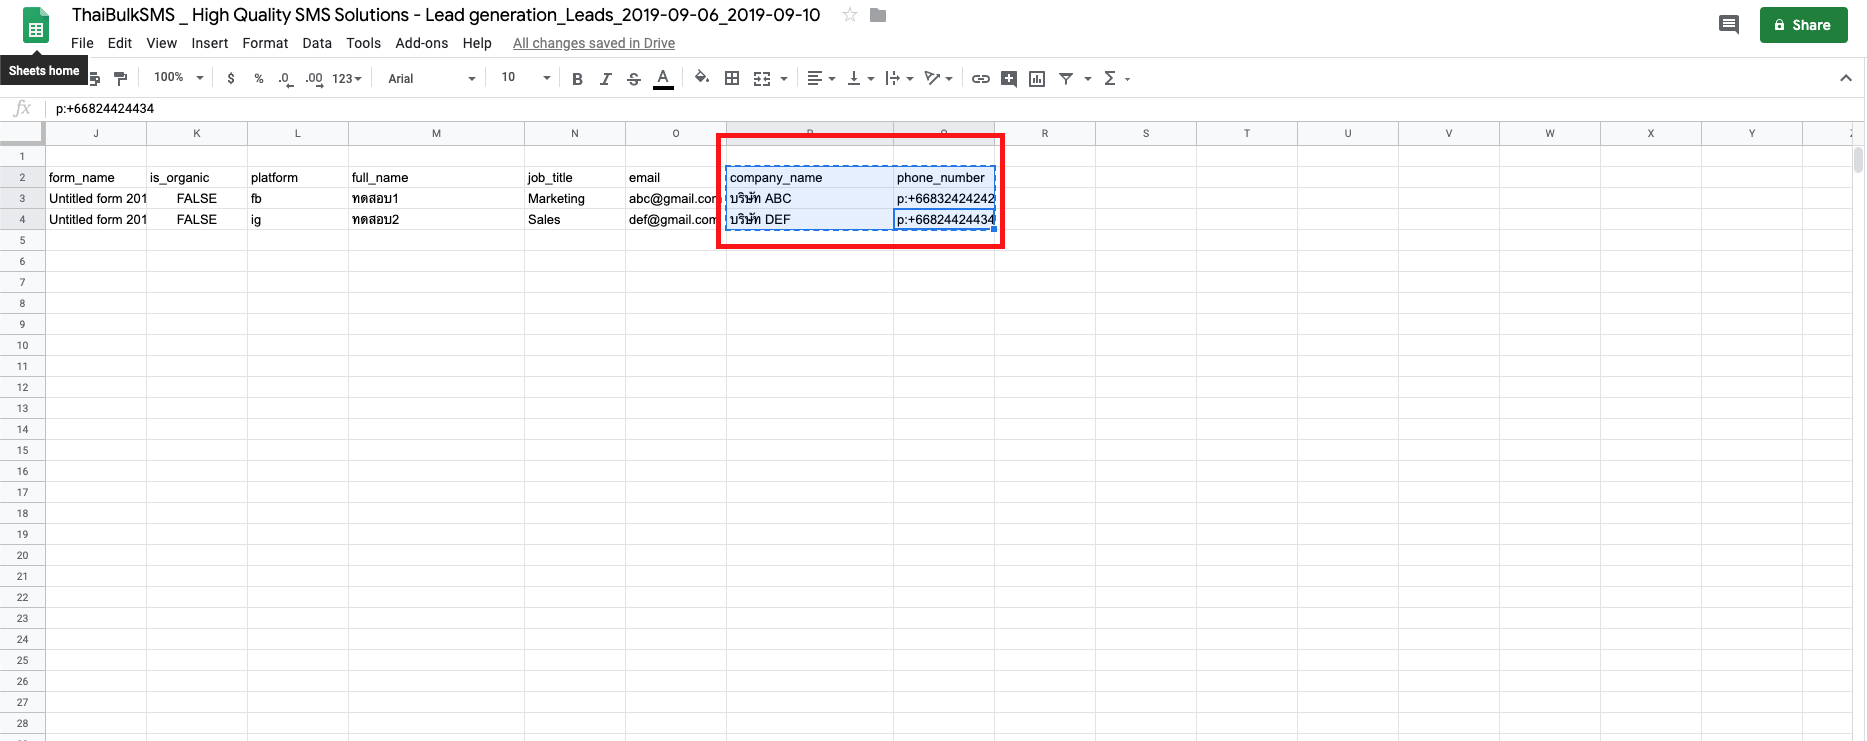 ThaiBulkSMS _ High Quality SMS Solutions - Lead generation_Leads_2019-09-06_2019-09-10
Share
File Edit View Insert Format Data Tools Add-ons Help All changes saved in Drive
Sheets home
100% $ % .0 .00 123 Arial 10 B I S A Σ
fx p:+66824424434
J K L M N O R S T U V W X Y
1
2 form_name is_organic platform full_name job_title email company_name phone_number
3 Untitled form 201 FALSE fb ทดสอบ1 Marketing abc@gmail.com บริษัท ABC p:+66832424242
4 Untitled form 201 FALSE ig ทดสอบ2 Sales def@gmail.com บริษัท DEF p:+66824424434
5
6
7
8
9
10
11
12
13
14
15
16
17
18
19
20
21
22
23
24
25
26
27
28